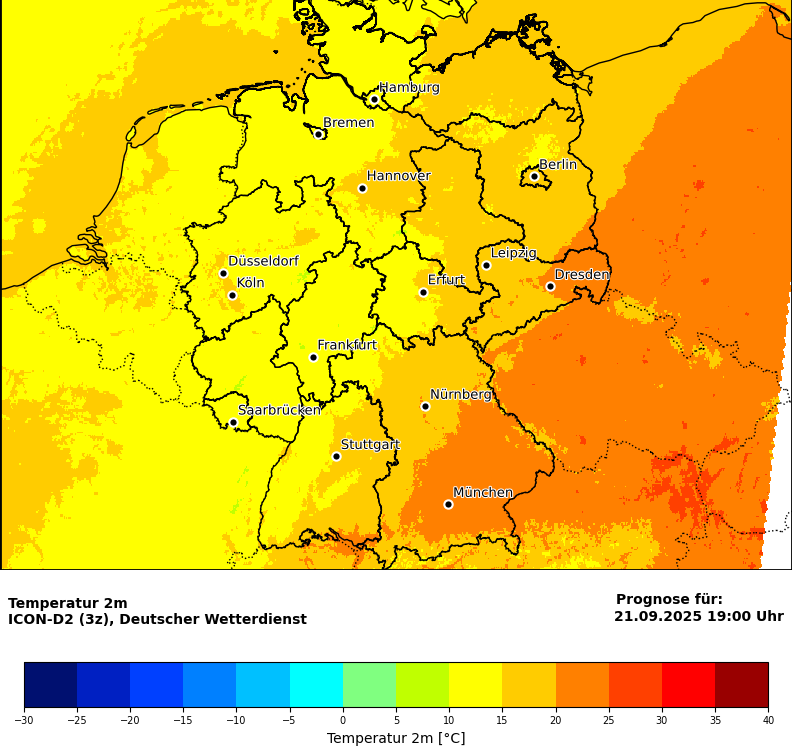 Hamburg
Bremen
Berlin
Hannover
Leipzig
Düsseldorf
Dresden
Köln
Erfurt
Frankfurt
Nürnberg
Saarbrücken
Stuttgart
München
Temperatur 2m
ICON-D2 (3z), Deutscher Wetterdienst
Prognose für:
21.09.2025 19:00 Uhr
−30 −25 −20 −15 −10 −5 0 5 10 15 20 25 30 35 40
Temperatur 2m [°C]